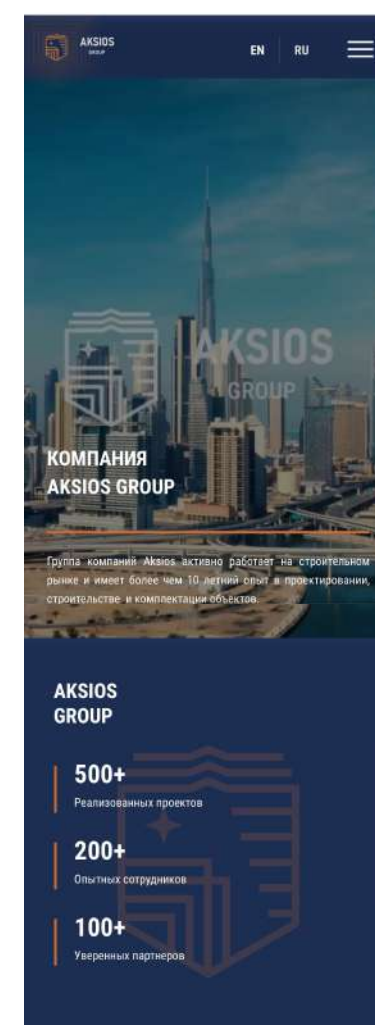 AKSIOS
GROUP
EN RU
AKSIOS
GROUP
КОМПАНИЯ
AKSIOS GROUP
Группа компаний Aksios активно работает на строительном
рынке и имеет более чем 10 летний опыт в проектировании,
строительстве и комплектации объектов.
AKSIOS
GROUP
500+
Реализованных проектов
200+
Опытных сотрудников
100+
Уверенных партнеров